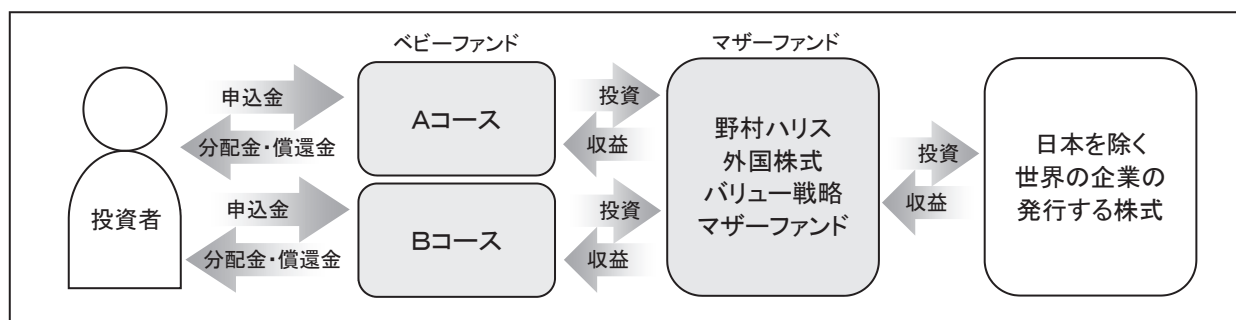 ベビーファンド
マザーファンド
申込金
分配金・償還金
Aコース
投資
収益
投資者
申込金
分配金・償還金
Bコース
投資
収益
野村ハリス
外国株式
バリュー戦略
マザーファンド
投資
収益
日本を除く
世界の企業の
発行する株式